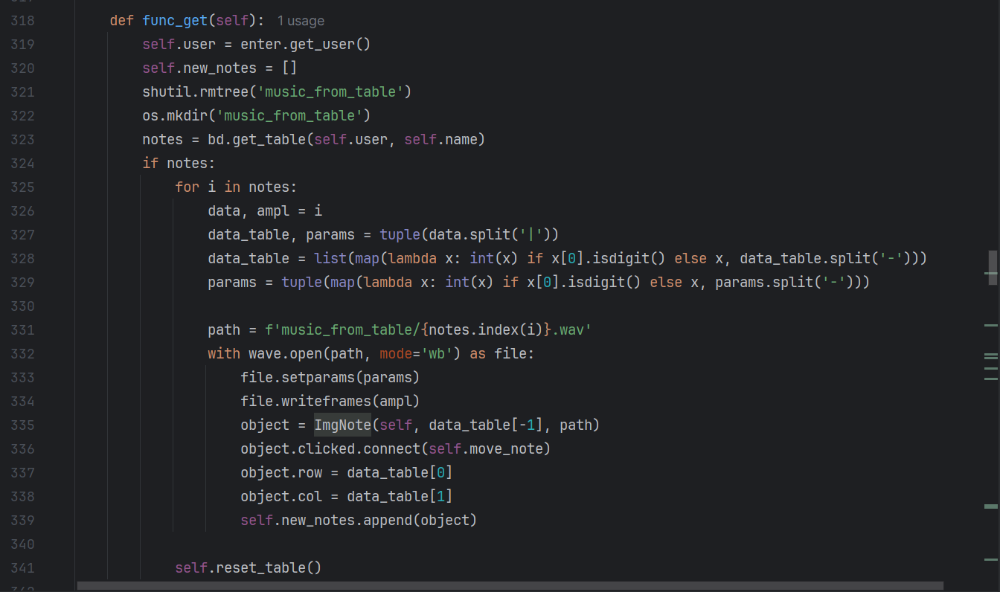 318 def func_get(self): 1 usage
319 self.user = enter.get_user()
320 self.new_notes = []
321 shutil.rmtree('music_from_table')
322 os.mkdir('music_from_table')
323 notes = bd.get_table(self.user, self.name)
324 if notes:
325 for i in notes:
326 data, ampl = i
327 data_table, params = tuple(data.split('|'))
328 data_table = list(map(lambda x: int(x) if x[0].isdigit() else x, data_table.split('-')))
329 params = tuple(map(lambda x: int(x) if x[0].isdigit() else x, params.split('-')))
330
331 path = f'music_from_table/{notes.index(i)}.wav'
332 with wave.open(path, mode='wb') as file:
333 file.setparams(params)
334 file.writeframes(ampl)
335 object = ImgNote(self, data_table[-1], path)
336 object.clicked.connect(self.move_note)
337 object.row = data_table[0]
338 object.col = data_table[1]
339 self.new_notes.append(object)
340
341 self.reset_table()